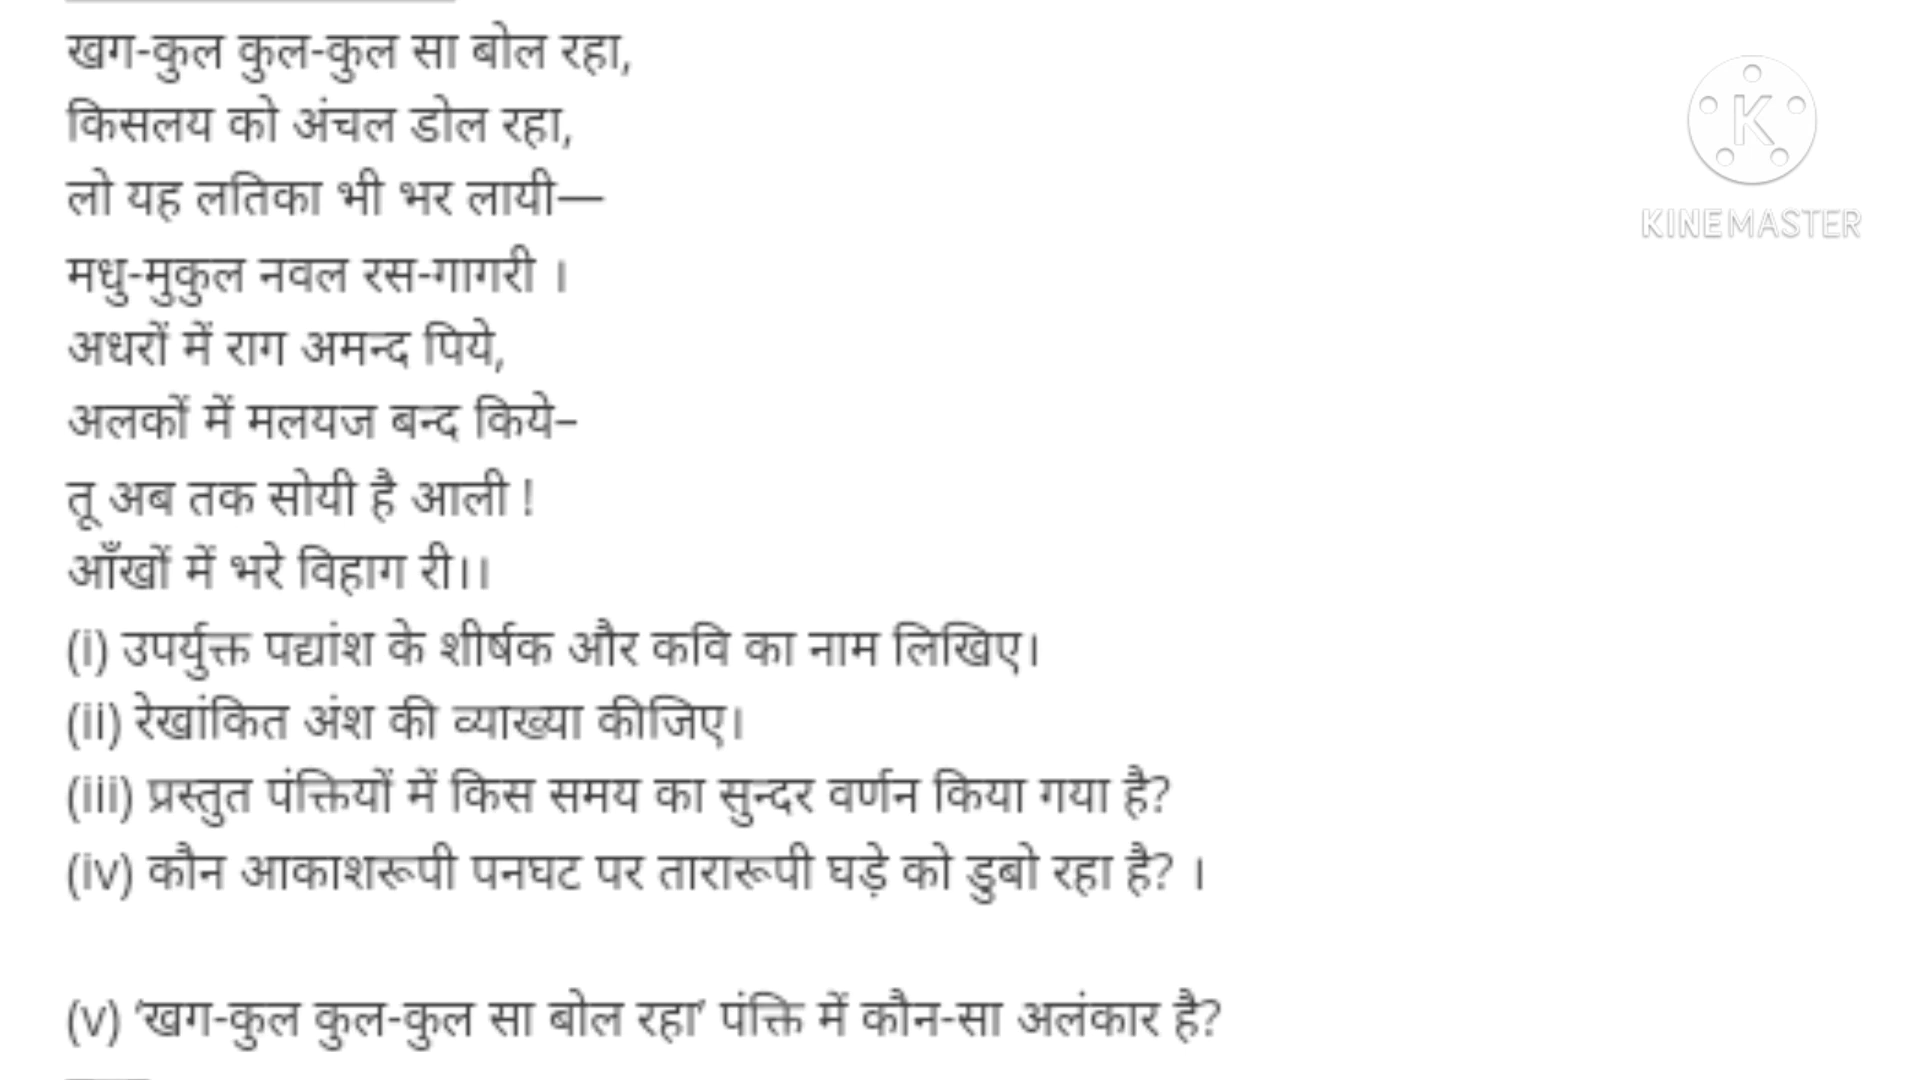 खग-कुल कुल-कुल सा बोल रहा,
किसलय को अंचल डोल रहा,
लो यह लतिका भी भर लायी—
मधु-मुकुल नवल रस-गागरी ।
अधरों में राग अमन्द पिये,
अलकों में मलयज बन्द किये–
तू अब तक सोयी है आली !
आँखों में भरे विहाग री।।
(i) उपर्युक्त पद्यांश के शीर्षक और कवि का नाम लिखिए।
(ii) रेखांकित अंश की व्याख्या कीजिए।
(iii) प्रस्तुत पंक्तियों में किस समय का सुन्दर वर्णन किया गया है?
(iv) कौन आकाशरूपी पनघट पर तारारूपी घड़े को डुबो रहा है? ।
(v) ‘खग-कुल कुल-कुल सा बोल रहा’ पंक्ति में कौन-सा अलंकार है?
K
KINEMASTER